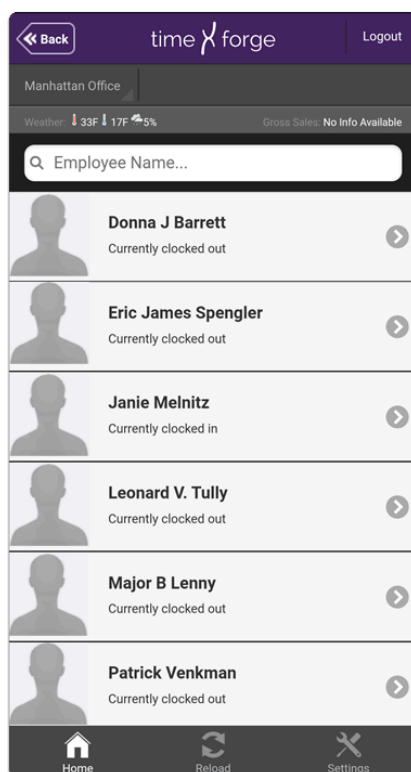 Back
time forge
Logout
Manhattan Office
Weather: 33F 17F 5%
Gross Sales: No Info Available
Employee Name...
Donna J Barrett
Currently clocked out
Eric James Spengler
Currently clocked out
Janie Melnitz
Currently clocked in
Leonard V. Tully
Currently clocked out
Major B Lenny
Currently clocked out
Patrick Venkman
Currently clocked out
Home
Reload
Settings